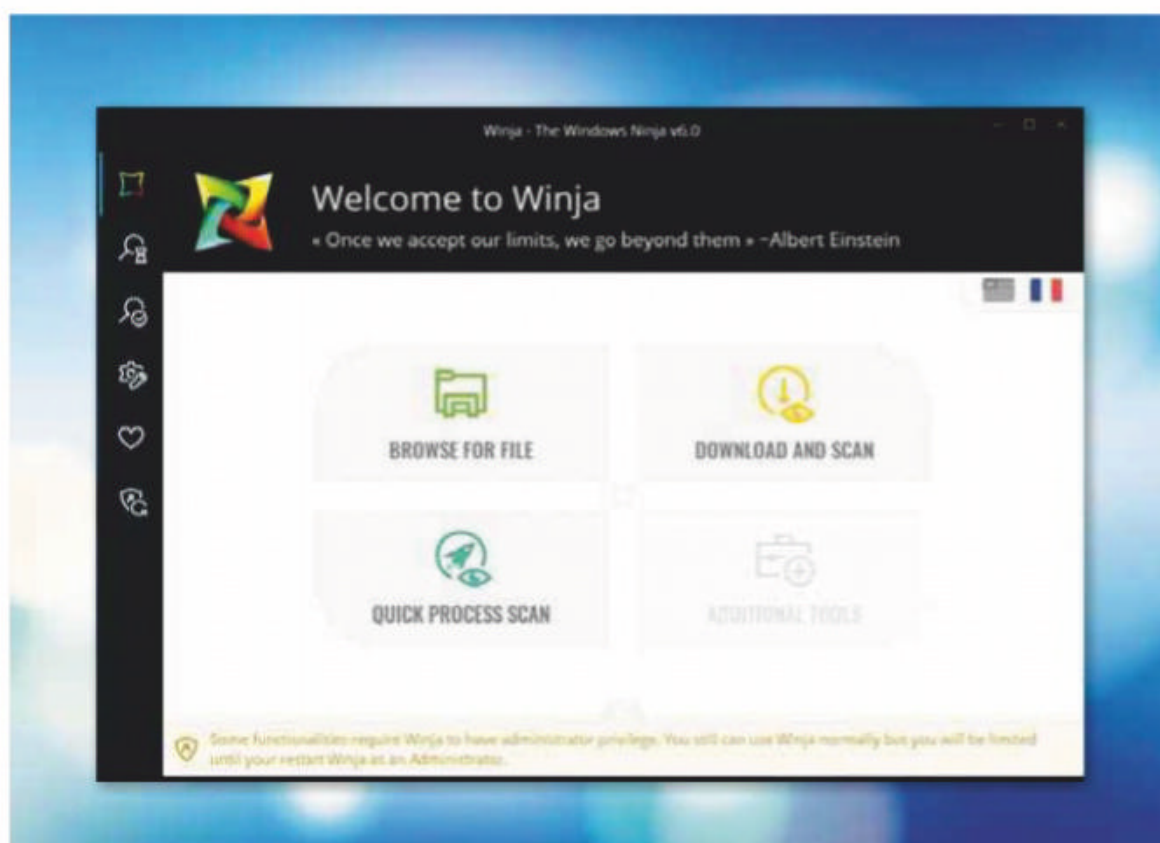 Winja - The Windows Ninja v6.0
Welcome to Winja
« Once we accept our limits, we go beyond them » ~Albert Einstein
BROWSE FOR FILE
DOWNLOAD AND SCAN
QUICK PROCESS SCAN
ADDITIONAL TOOLS
Some functionalities require Winja to have administrator privilege. You still can use Winja normally but you will be limited
until your restart Winja as an Administrator.